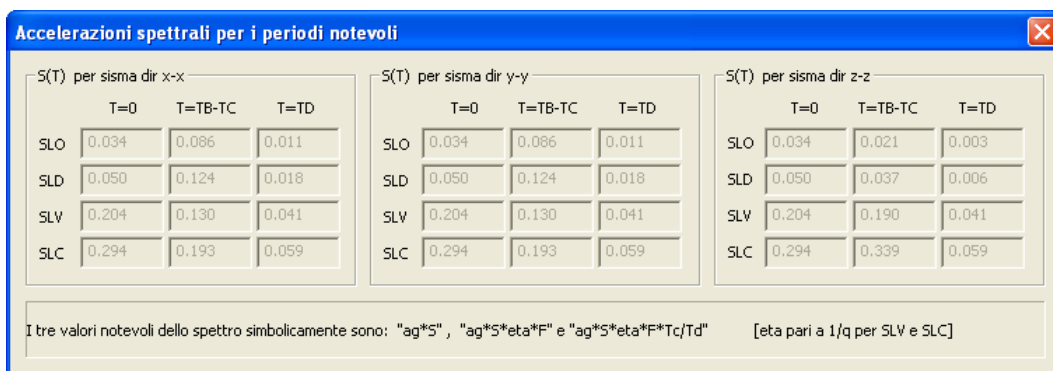 Accelerazioni spettrali per i periodi notevoli
S(T) per sisma dir x-x
T=0 T=TB-TC T=TD
SLO 0.034 0.086 0.011
SLD 0.050 0.124 0.018
SLV 0.204 0.130 0.041
SLC 0.294 0.193 0.059
S(T) per sisma dir y-y
T=0 T=TB-TC T=TD
SLO 0.034 0.086 0.011
SLD 0.050 0.124 0.018
SLV 0.204 0.130 0.041
SLC 0.294 0.193 0.059
S(T) per sisma dir z-z
T=0 T=TB-TC T=TD
SLO 0.034 0.021 0.003
SLD 0.050 0.037 0.006
SLV 0.204 0.190 0.041
SLC 0.294 0.339 0.059
I tre valori notevoli dello spettro simbolicamente sono: "ag*S" , "ag*S*eta*F" e "ag*S*eta*F*Tc/Td" [eta pari a 1/q per SLV e SLC]